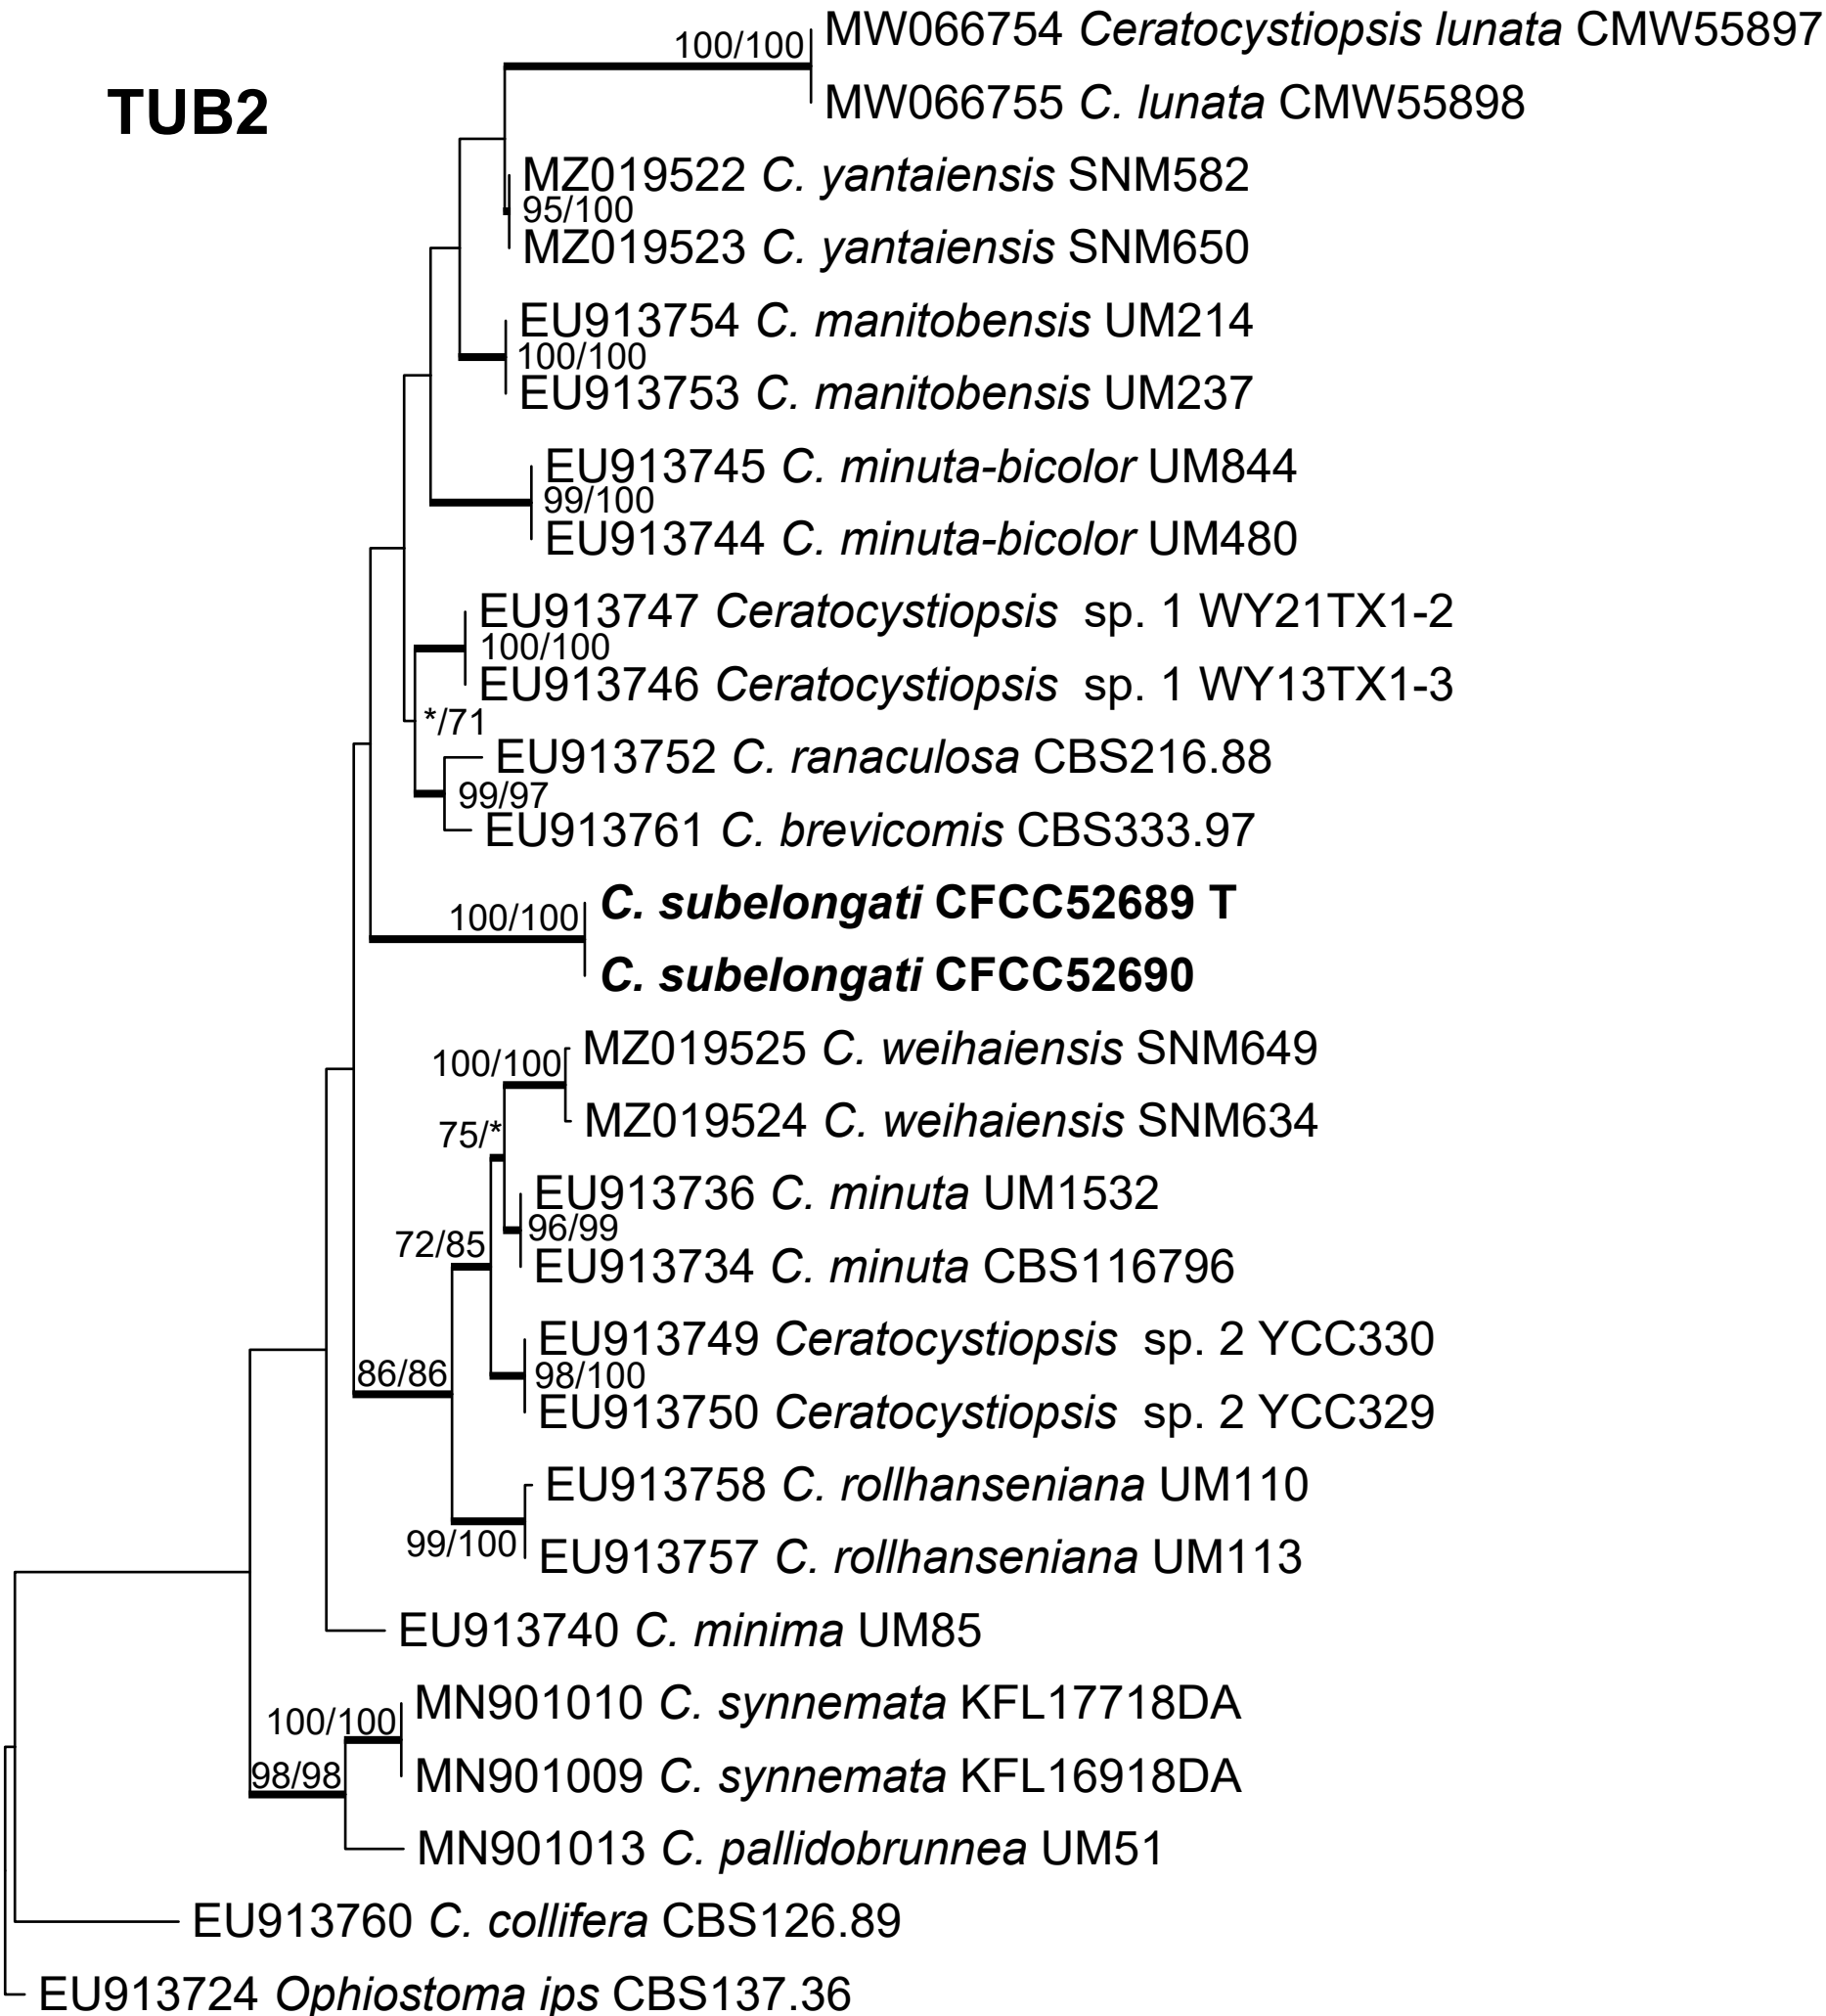 100/100 MW066754 Ceratocystiopsis lunata CMW55897
TUB2
MW066755 C. lunata CMW55898
MZ019522 C. yantaiensis SNM582
95/100
MZ019523 C. yantaiensis SNM650
EU913754 C. manitobensis UM214
100/100
EU913753 C. manitobensis UM237
EU913745 C. minuta-bicolor UM844
99/100
EU913744 C. minuta-bicolor UM480
EU913747 Ceratocystiopsis sp. 1 WY21TX1-2
100/100
EU913746 Ceratocystiopsis sp. 1 WY13TX1-3
*/71
EU913752 C. ranaculosa CBS216.88
99/97
EU913761 C. brevicomis CBS333.97
C. subelongati CFCC52689 T
100/100
C. subelongati CFCC52690
MZ019525 C. weihaiensis SNM649
100/100
MZ019524 C. weihaiensis SNM634
75/*
EU913736 C. minuta UM1532
96/99
72/85
EU913734 C. minuta CBS116796
EU913749 Ceratocystiopsis sp. 2 YCC330
86/86
98/100
EU913750 Ceratocystiopsis sp. 2 YCC329
EU913758 C. rollhanseniana UM110
99/100
EU913757 C. rollhanseniana UM113
EU913740 C. minima UM85
MN901010 C. synnemata KFL17718DA
100/100
98/98
MN901009 C. synnemata KFL16918DA
MN901013 C. pallidobrunnea UM51
EU913760 C. collifera CBS126.89
EU913724 Ophiostoma ips CBS137.36